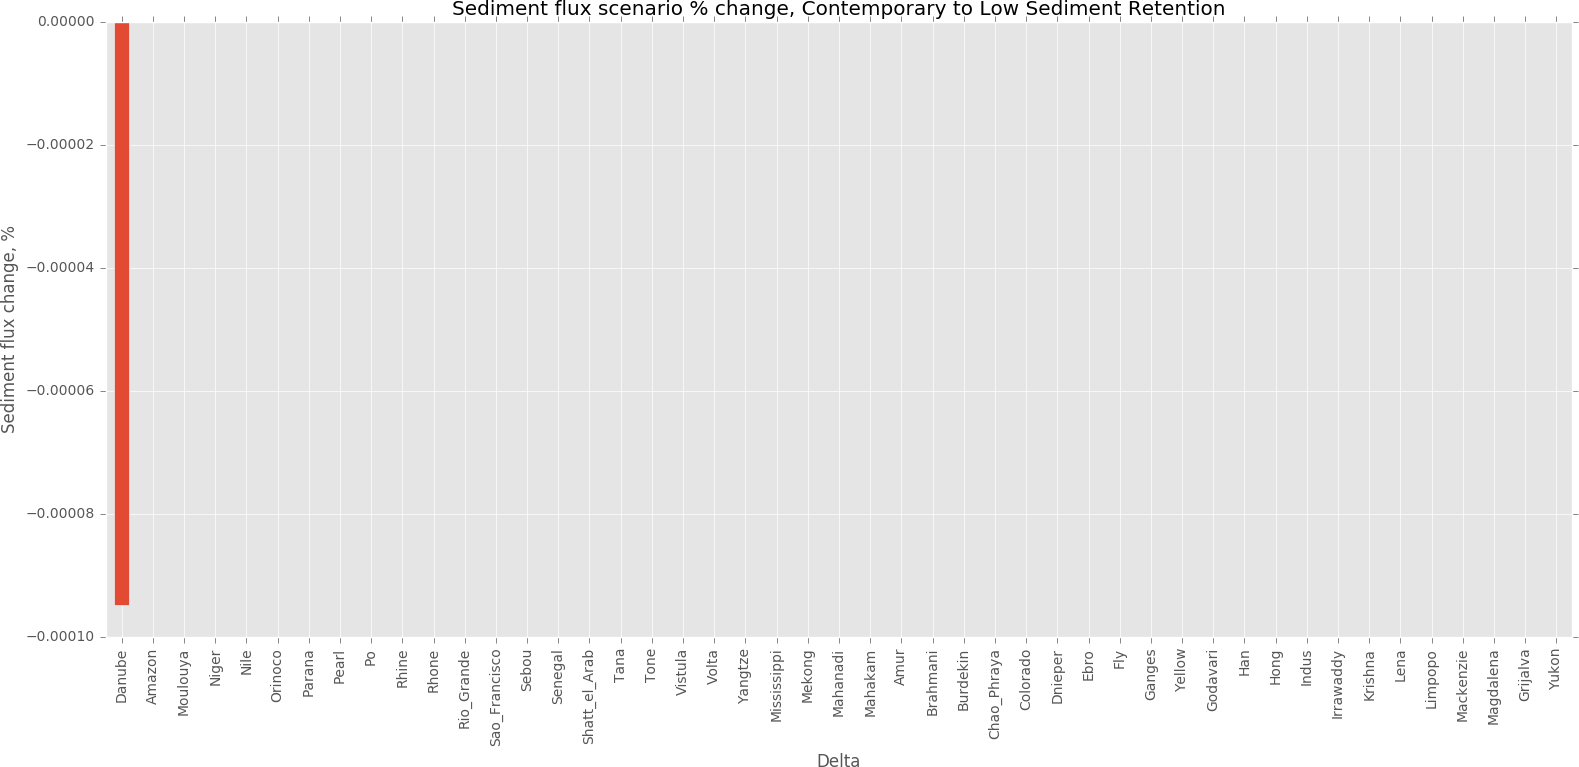 Sediment flux scenario % change, Contemporary to Low Sediment Retention
Sediment flux change, %
0.00000
−0.00002
−0.00004
−0.00006
−0.00008
−0.00010
Danube
Amazon
Moulouya
Niger
Nile
Orinoco
Parana
Pearl
Po
Rhine
Rhone
Rio_Grande
Sao_Francisco
Sebou
Senegal
Shatt_el_Arab
Tana
Tone
Vistula
Volta
Yangtze
Mississippi
Mekong
Mahanadi
Mahakam
Amur
Brahmani
Burdekin
Chao_Phraya
Colorado
Dnieper
Ebro
Fly
Ganges
Yellow
Godavari
Han
Hong
Indus
Irrawaddy
Krishna
Lena
Limpopo
Mackenzie
Magdalena
Grijalva
Yukon
Delta